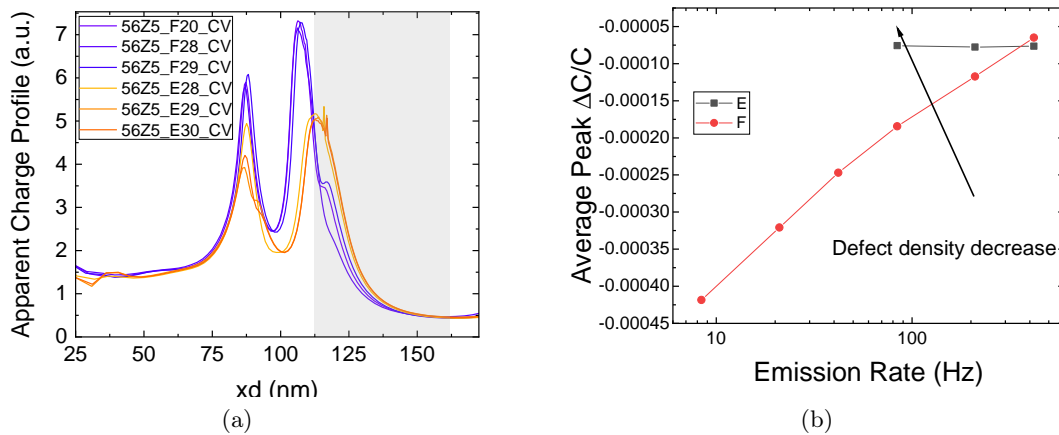 Apparent Charge Profile (a.u.)
7
6
5
4
3
2
1
0
56Z5_F20_CV
56Z5_F28_CV
56Z5_F29_CV
56Z5_E28_CV
56Z5_E29_CV
56Z5_E30_CV
25 50 75 100 125 150
xd (nm)
(a)
Average Peak ΔC/C
-0.00005
-0.00010
-0.00015
-0.00020
-0.00025
-0.00030
-0.00035
-0.00040
-0.00045
E
F
Defect density decrease
10 100
Emission Rate (Hz)
(b)